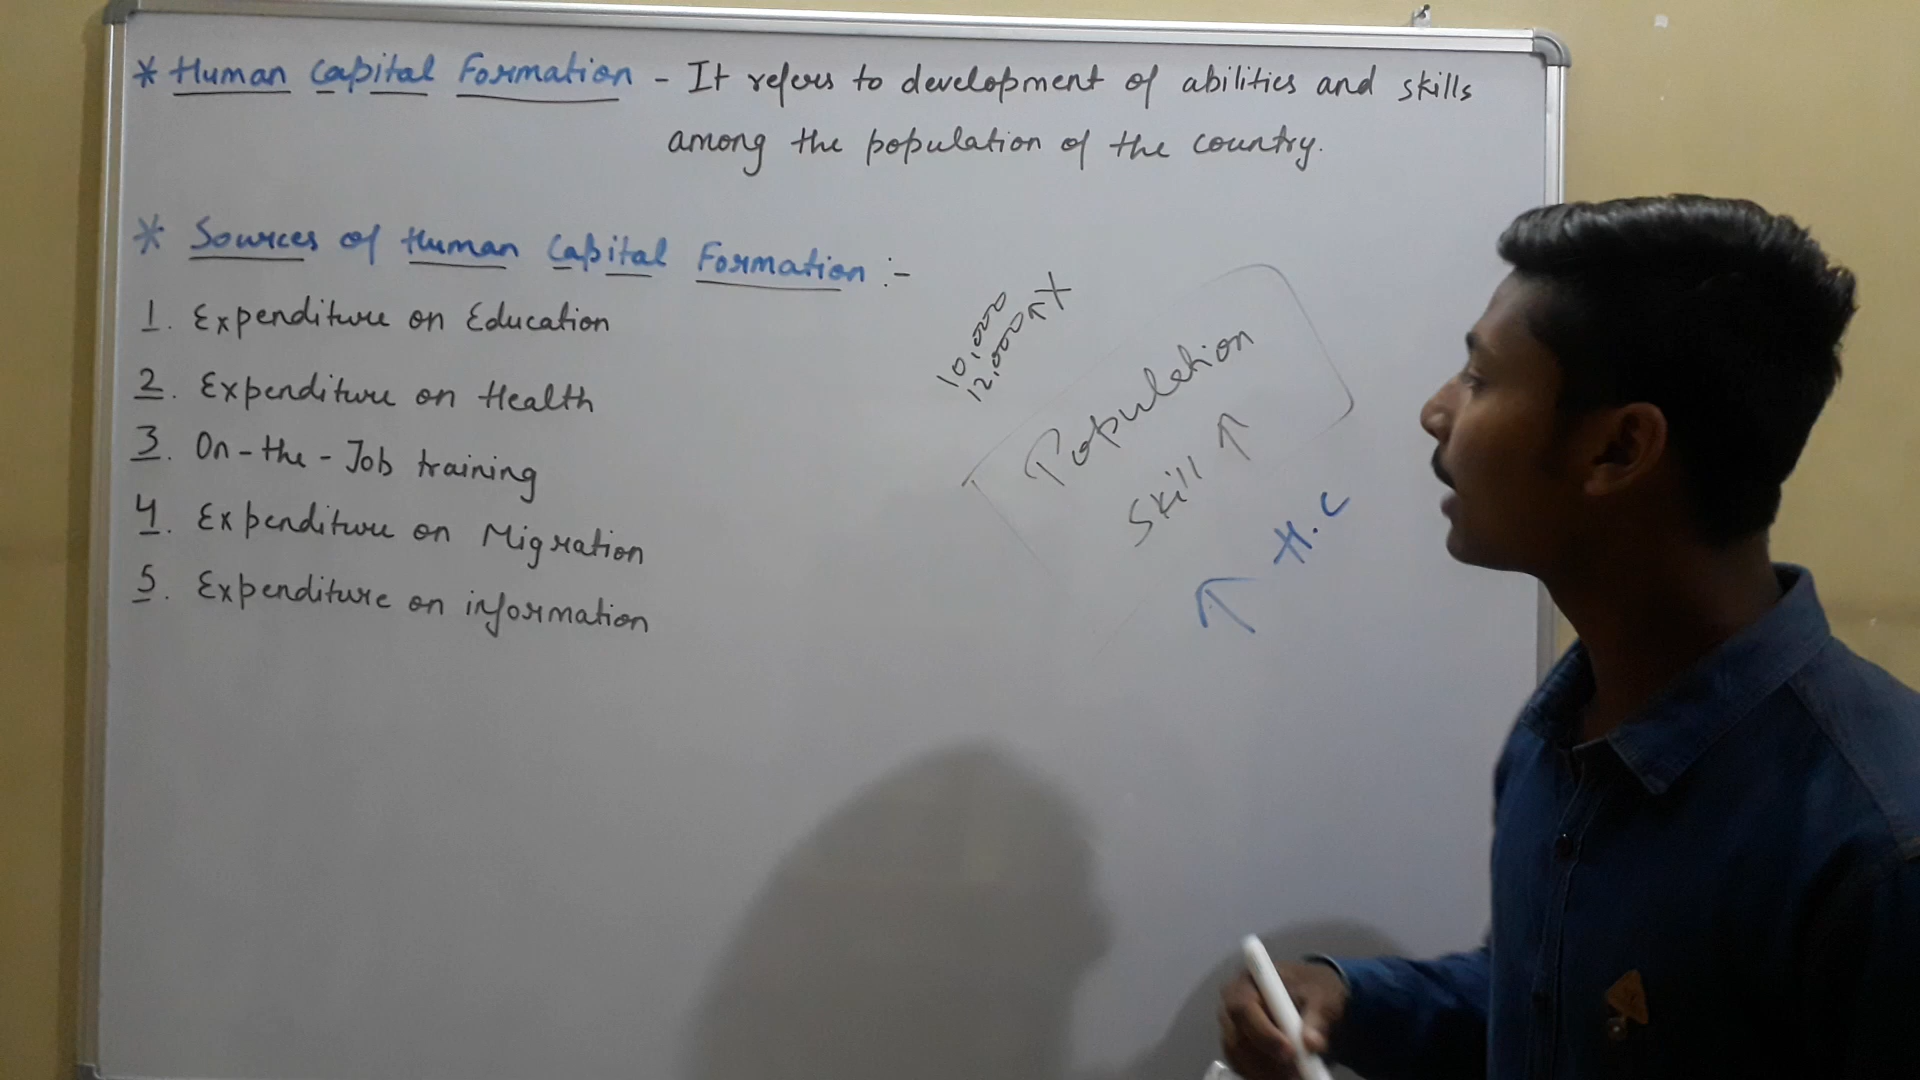 * Human Capital Formation - It refers to development of abilities and skills
among the population of the country.
* Sources of Human Capital Formation :-
1. Expenditure on Education
2. Expenditure on Health
3. On-the-Job training
4. Expenditure on Migration
5. Expenditure on information
10,000
12,000
Population
Skill ↑
↑ H.C